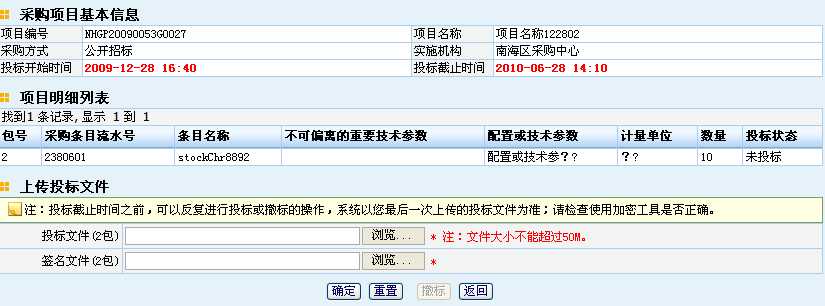 采购项目基本信息
项目编号 NHGP20090053G0027 项目名称 项目名称122802
采购方式 公开招标 实施机构 南海区采购中心
投标开始时间 2009-12-28 16:40 投标截止时间 2010-06-28 14:10
项目明细列表
找到1 条记录,显示 1 到 1
包号 采购条目流水号 条目名称 不可偏离的重要技术参数 配置或技术参数 计量单位 数量 投标状态
2 2380601 stockChr8892 配置或技术参?? ?? 10 未投标
上传投标文件
注：投标截止时间之前，可以反复进行投标或撤标的操作，系统以您最后一次上传的投标文件为准；请检查使用加密工具是否正确。
投标文件(2包) 浏览... * 注：文件大小不能超过50M。
签名文件(2包) 浏览... *
确定 重置 撤标 返回